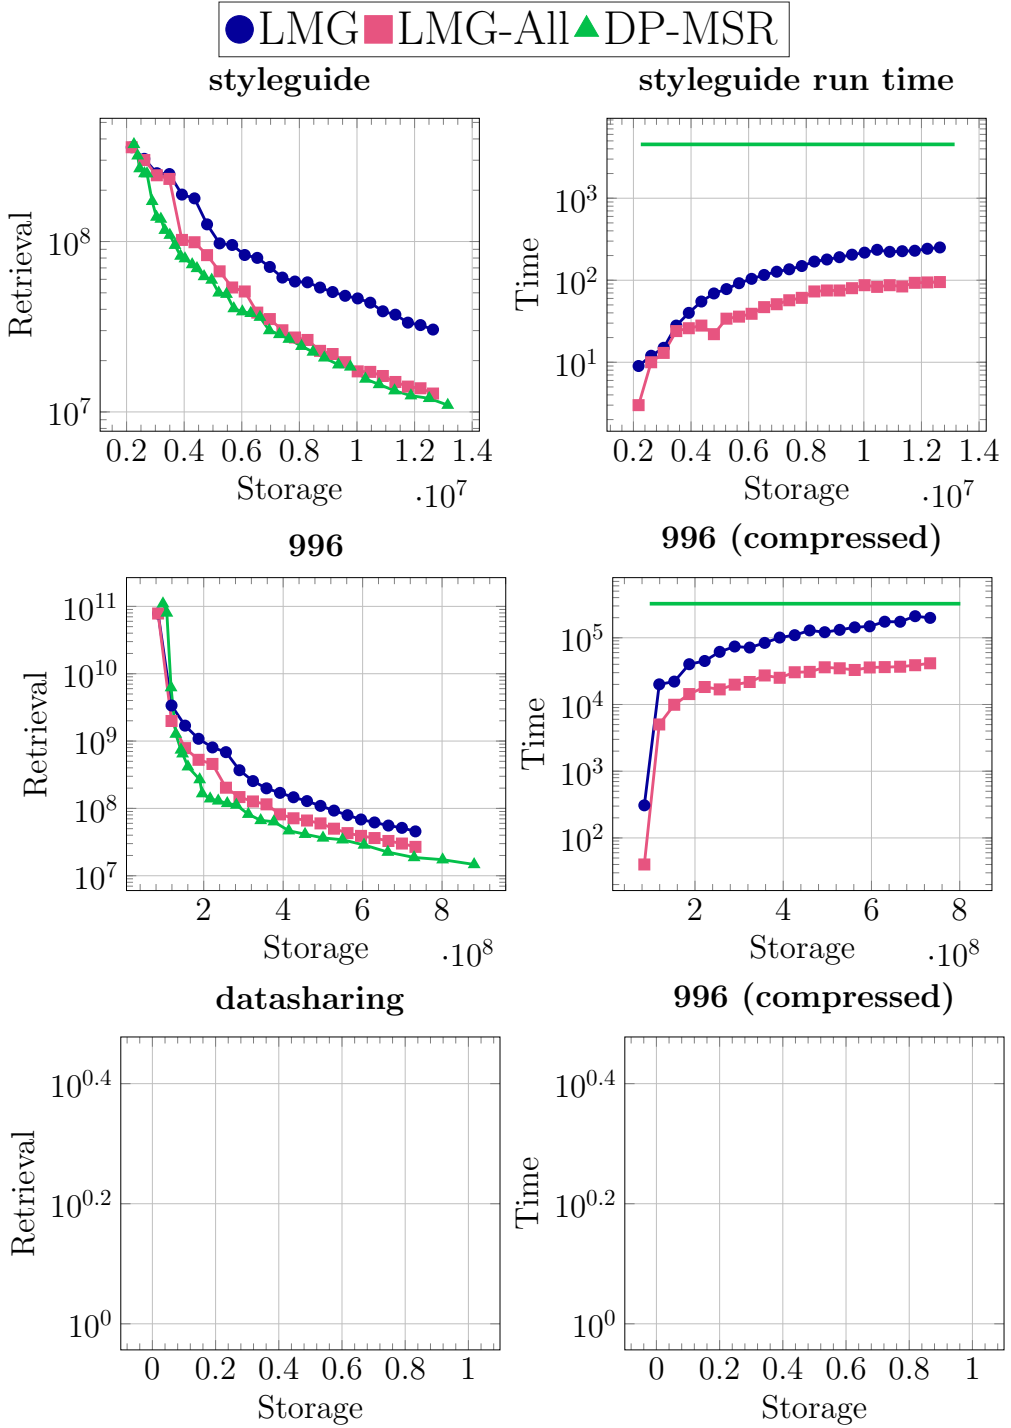 LMG LMG-All DP-MSR
styleguide
styleguide run time
10^8
10^7
Retrieval
0.2 0.4 0.6 0.8 1 1.2 1.4
Storage
·10^7
10^3
10^2
10^1
Time
0.2 0.4 0.6 0.8 1 1.2 1.4
Storage
·10^7
996
996 (compressed)
10^11
10^10
10^9
10^8
10^7
Retrieval
2 4 6 8
Storage
·10^8
10^5
10^4
10^3
10^2
Time
2 4 6 8
Storage
·10^8
datasharing
996 (compressed)
10^0.4
10^0.2
10^0
Retrieval
0 0.2 0.4 0.6 0.8 1
Storage
10^0.4
10^0.2
10^0
Time
0 0.2 0.4 0.6 0.8 1
Storage